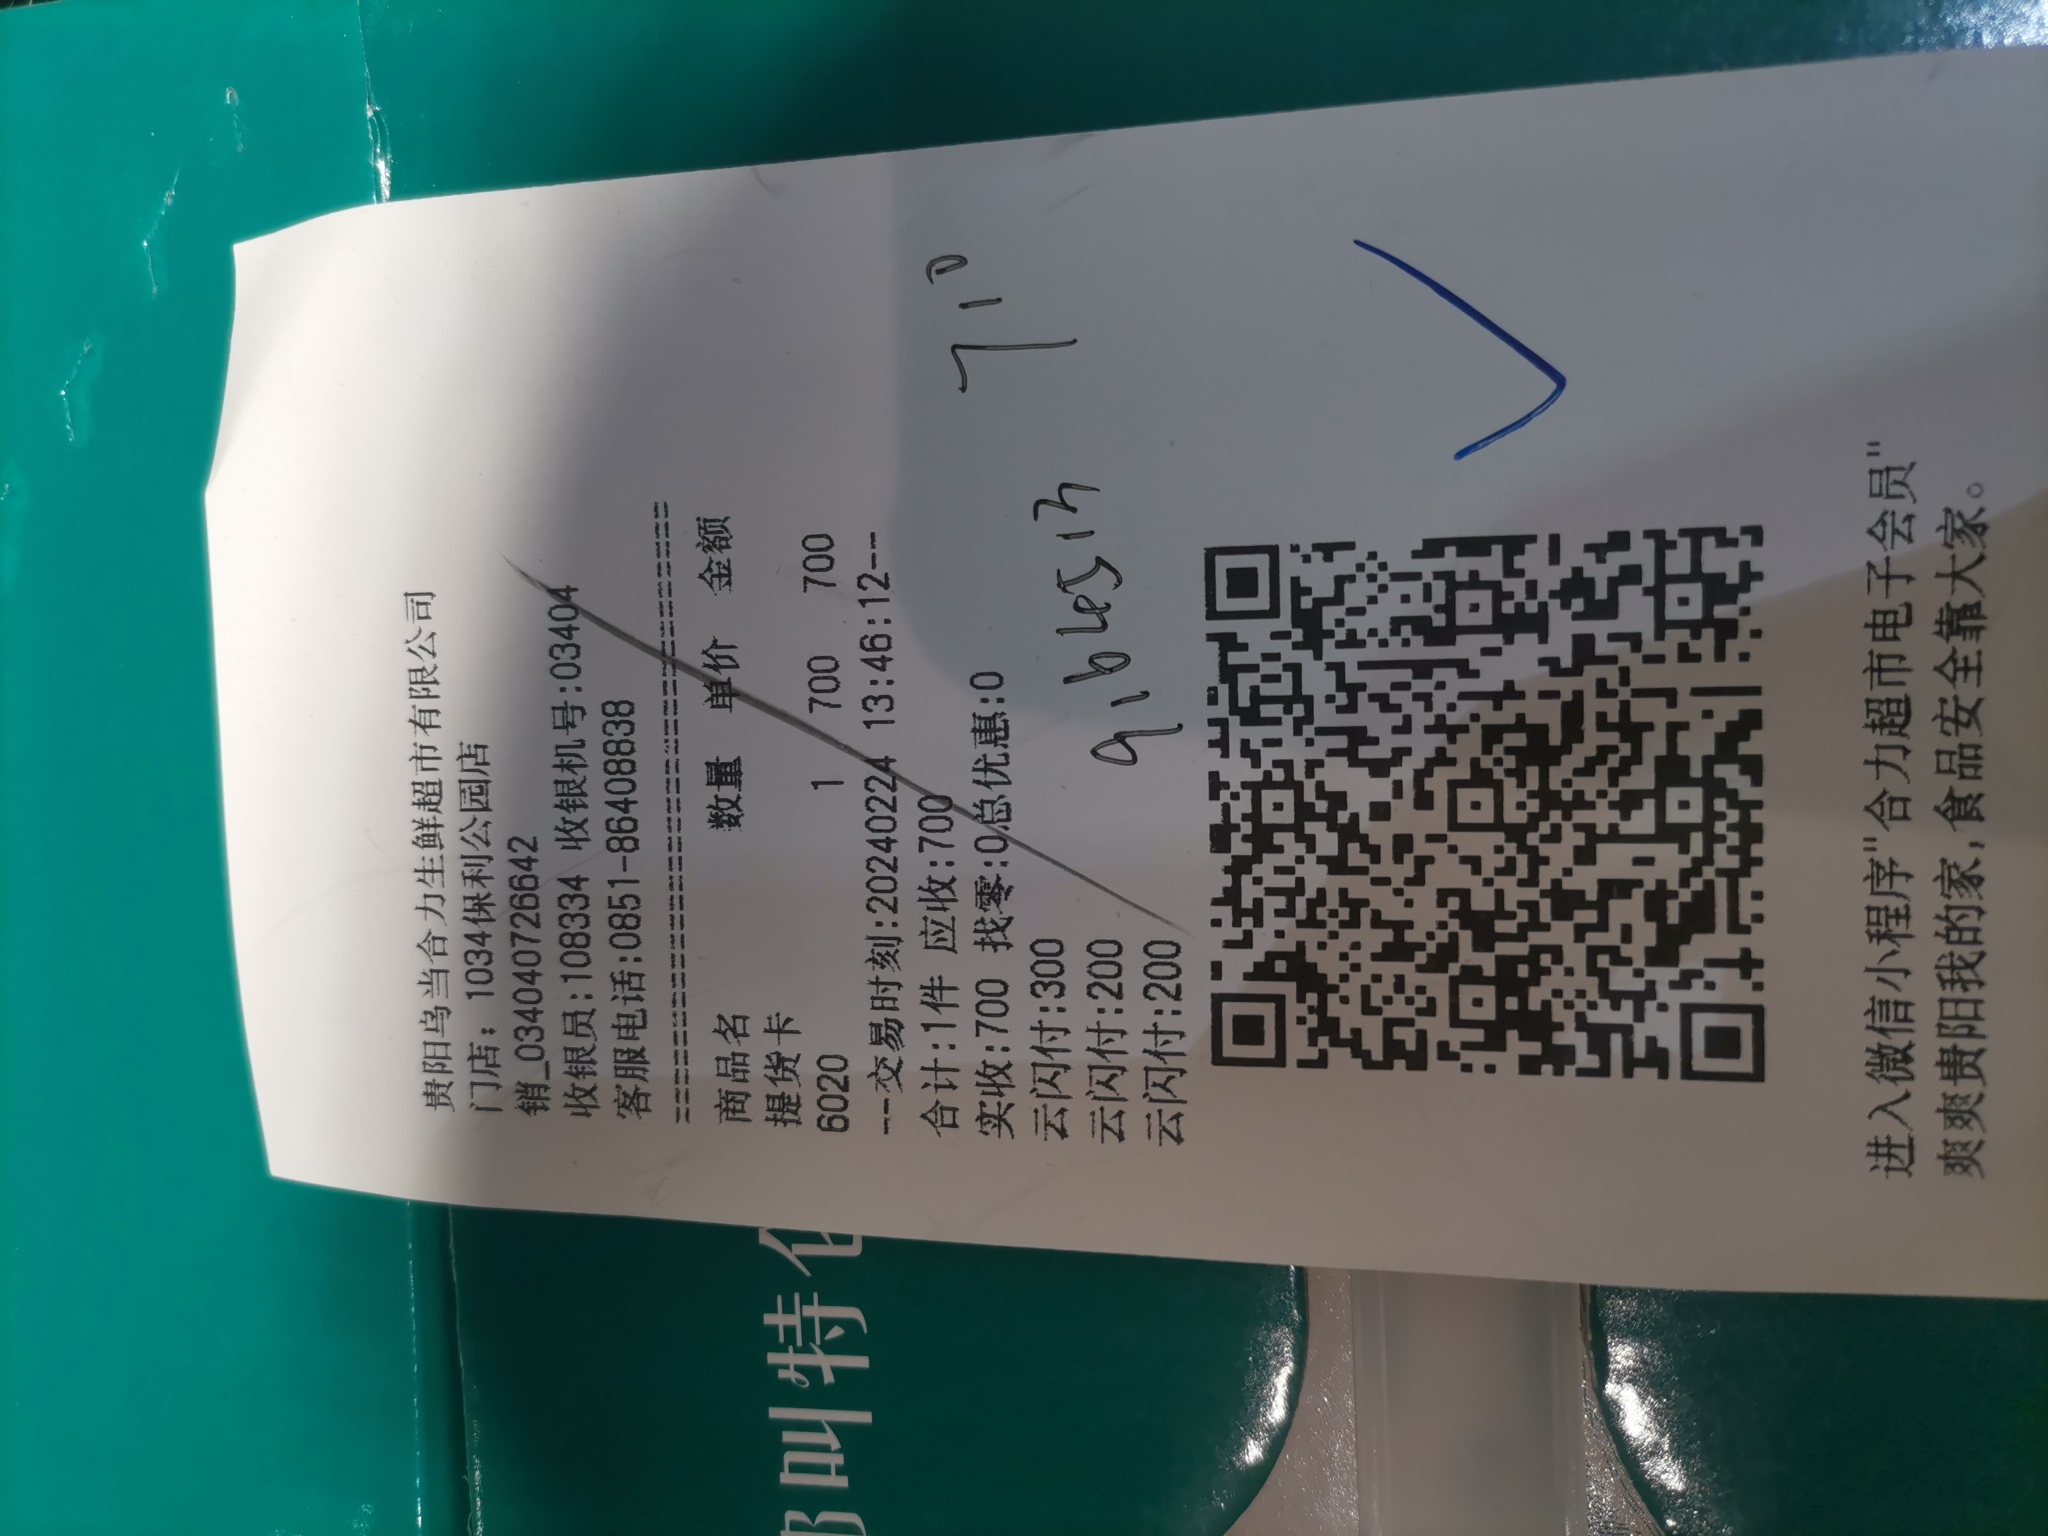 贵阳乌当合力生鲜超市有限公司
门店: 1034保利公园店
销_034040726642
收银员:108334 收银机号:03404
客服电话:0851-86408838
商品名 数量 单价 金额
提货卡
6020 1 700 700
--交易时刻:20240224 13:46:12--
合计:1件 应收:700
实收:700 找零:0总优惠:0
云闪付:300
云闪付:200
云闪付:200
710
进入微信小程序"合力超市电子会员"
爽爽贵阳我的家,食品安全靠大家。
都叫特仑